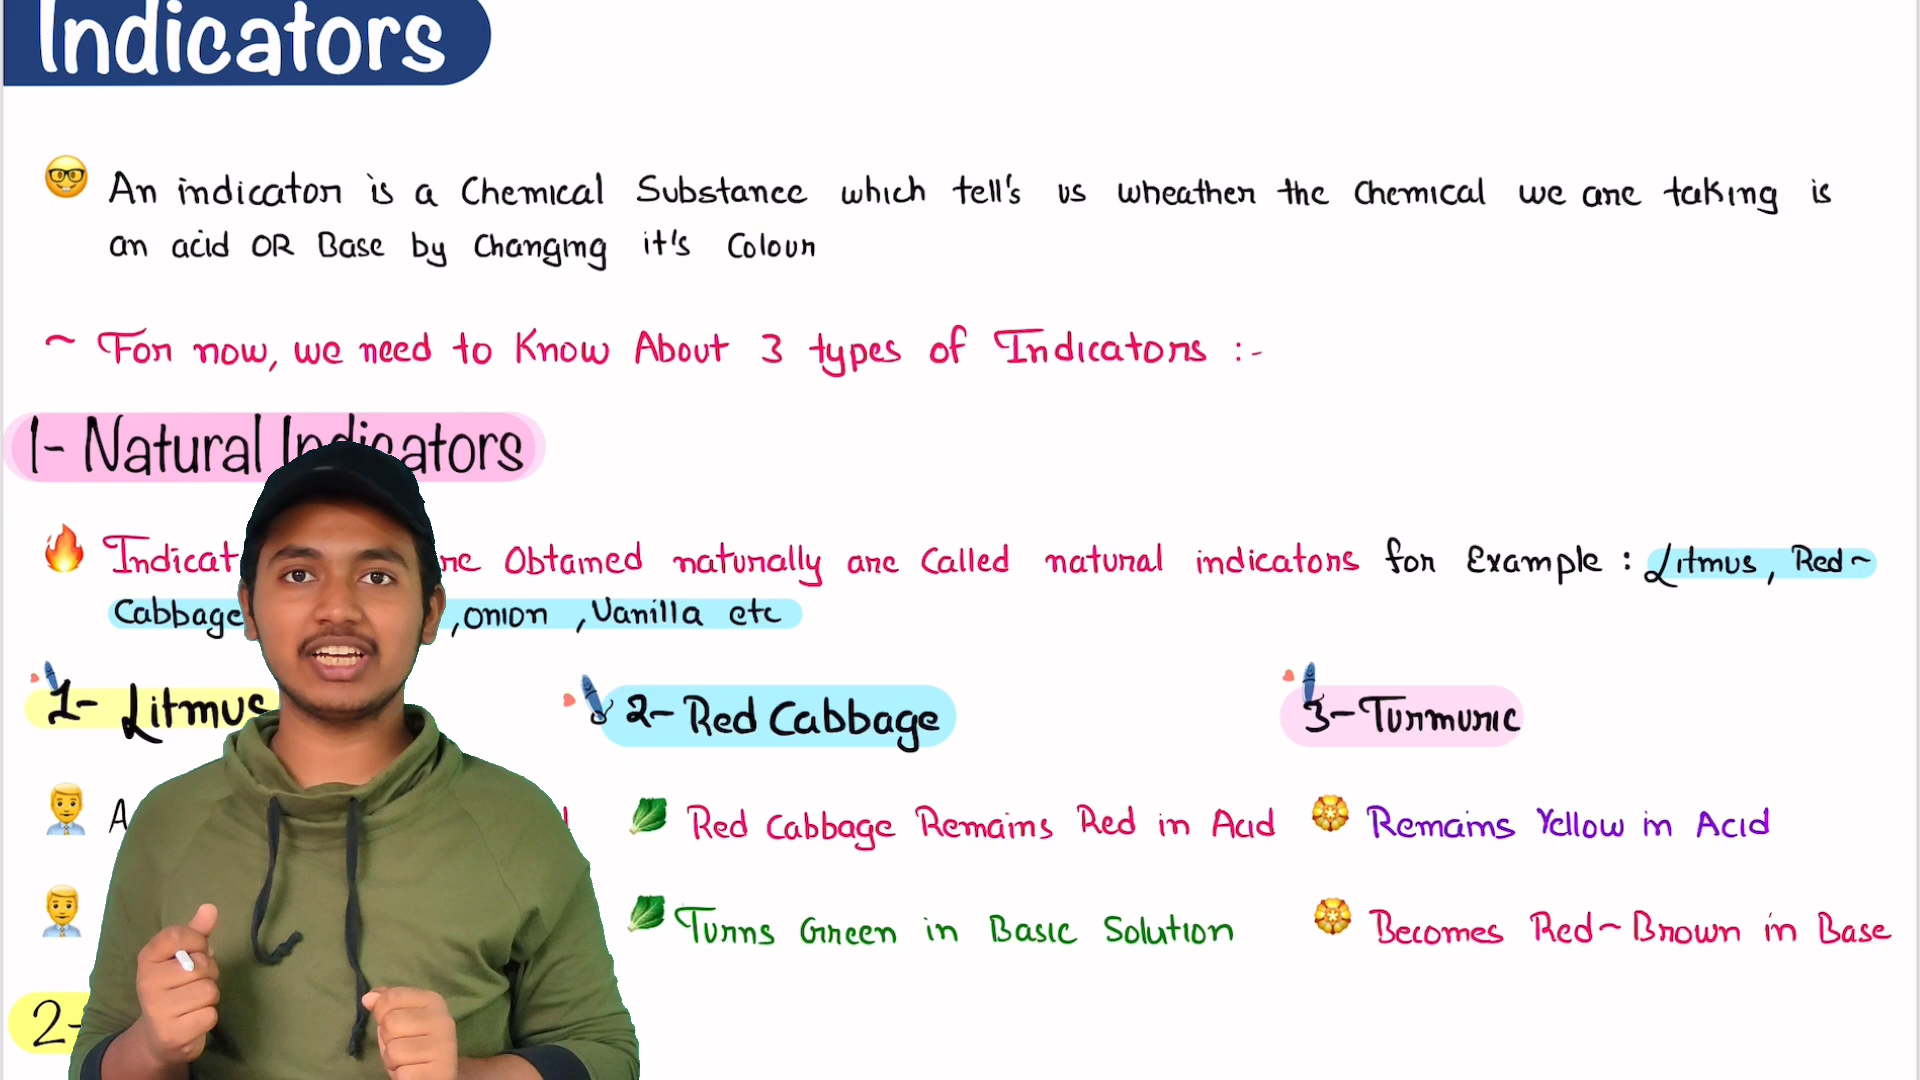 Indicators
An indicator is a Chemical Substance which tell's us wheather the Chemical we are taking is
an acid OR Base by Changing it's Colour
~ For now, we need to Know About 3 types of Indicators :-
1- Natural Indicators
Obtained naturally are Called natural indicators for Example : Litmus, Red~
Cabbage , onion , Vanilla etc
1- Litmus
2- Red Cabbage
3- Turmuric
Red Cabbage Remains Red in Acid
Remains Yellow in Acid
Turns Green in Basic Solution
Becomes Red~Brown in Base
2-